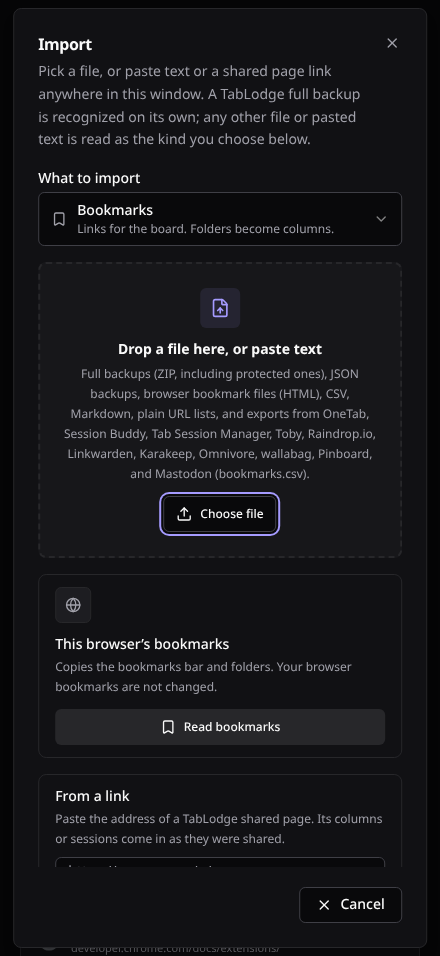 Import
Pick a file, or paste text or a shared page link
anywhere in this window. A TabLodge full backup
is recognized on its own; any other file or pasted
text is read as the kind you choose below.
What to import
Bookmarks
Links for the board. Folders become columns.
Drop a file here, or paste text
Full backups (ZIP, including protected ones), JSON
backups, browser bookmark files (HTML), CSV,
Markdown, plain URL lists, and exports from OneTab,
Session Buddy, Tab Session Manager, Toby, Raindrop.io,
Linkwarden, Karakeep, Omnivore, wallabag, Pinboard,
and Mastodon (bookmarks.csv).
Choose file
This browser’s bookmarks
Copies the bookmarks bar and folders. Your browser
bookmarks are not changed.
Read bookmarks
From a link
Paste the address of a TabLodge shared page. Its columns
or sessions come in as they were shared.
Cancel
developer.chrome.com/docs/extensions/